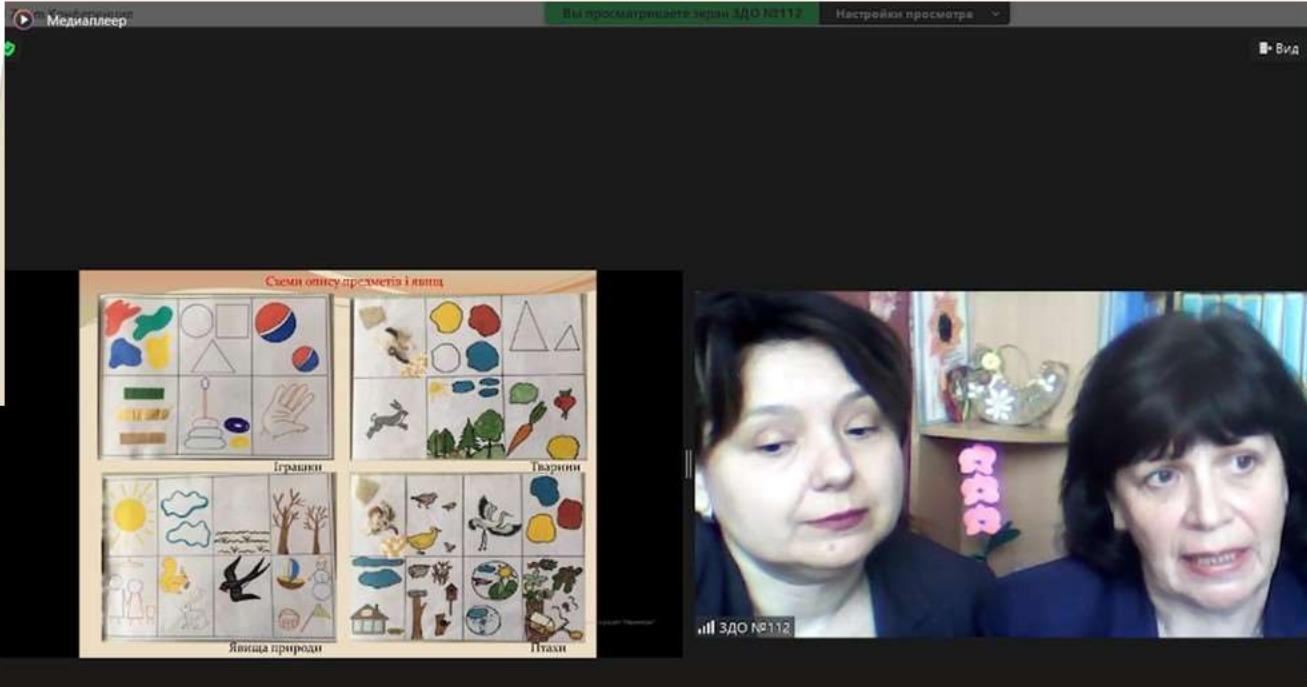 Медиаплеер
Вы просматриваете экран ЗДО №112
Настройки просмотра
Вид
Схеми опису предметів і явищ
Іграшки
Тварини
Явища природи
Птахи
ЗДО №112